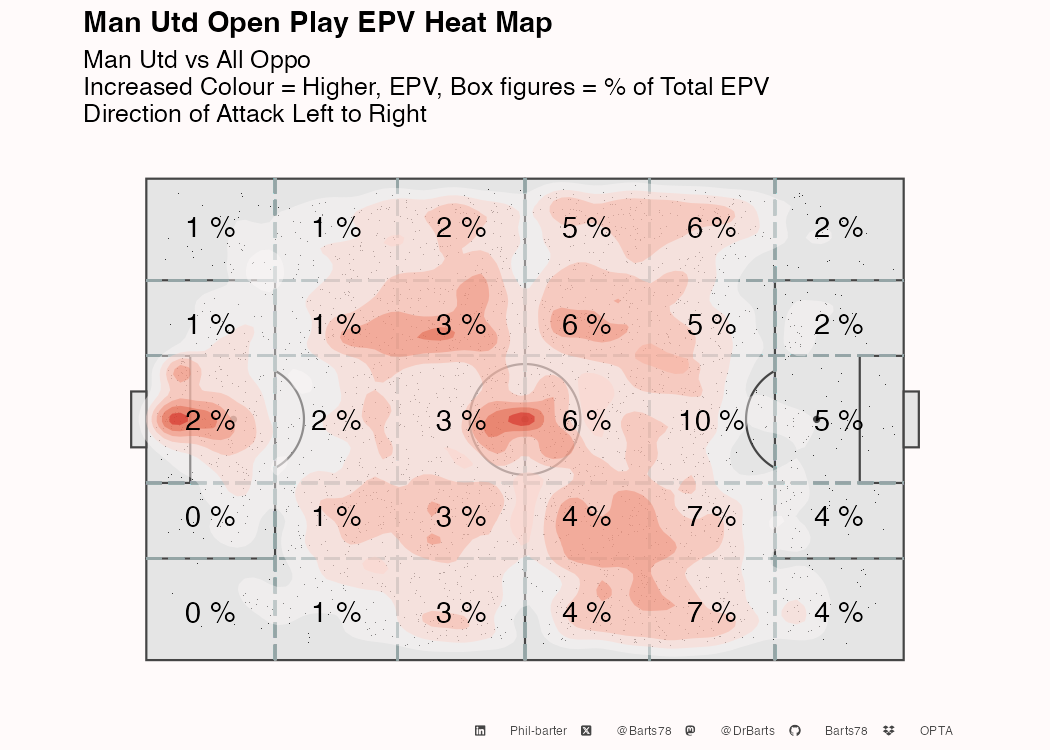 Man Utd Open Play EPV Heat Map
Man Utd vs All Oppo
Increased Colour = Higher, EPV, Box figures = % of Total EPV
Direction of Attack Left to Right
1 % 1 % 2 % 5 % 6 % 2 %
1 % 1 % 3 % 6 % 5 % 2 %
2 % 2 % 3 % 6 % 10 % 5 %
0 % 1 % 3 % 4 % 7 % 4 %
0 % 1 % 3 % 4 % 7 % 4 %
Phil-barter @Barts78 @DrBarts Barts78 OPTA